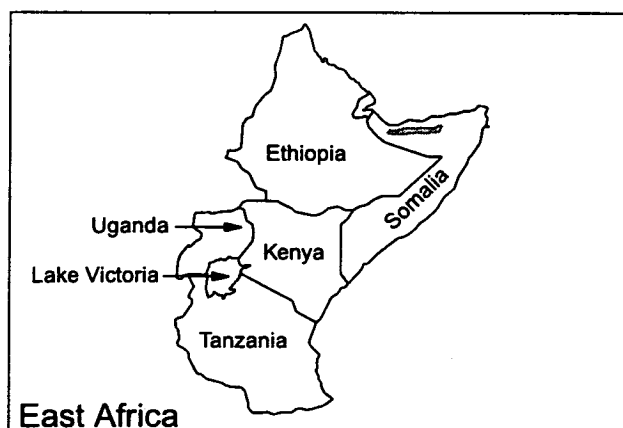 Ethiopia
Somalia
Uganda
Kenya
Lake Victoria
Tanzania
East Africa